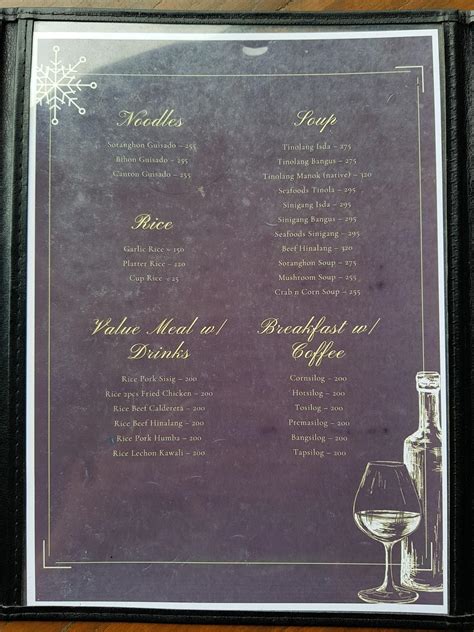 Noodles
Sotanghon Guisado – 255
Bihon Guisado – 255
Canton Guisado – 255
Rice
Garlic Rice – 150
Platter Rice – 120
Cup Rice – 25
Value Meal w/
Drinks
Rice Pork Sisig – 200
Rice 2pcs Fried Chicken – 200
Rice Beef Caldereta – 200
Rice Beef Hinalang – 200
Rice Pork Humba – 200
Rice Lechon Kawali – 200
Soup
Tinolang Isda – 275
Tinolang Bangus – 275
Tinolang Manok (native) – 320
Seafoods Tinola – 295
Sinigang Isda – 295
Sinigang Bangus – 295
Seafoods Sinigang – 295
Beef Hinalang – 320
Sotanghon Soup – 255
Mushroom Soup – 255
Crab n Corn Soup – 255
Breakfast w/
Coffee
Cornsilog – 200
Hotsilog – 200
Tosilog – 200
Premasilog – 200
Bangsilog – 200
Tapsilog – 200